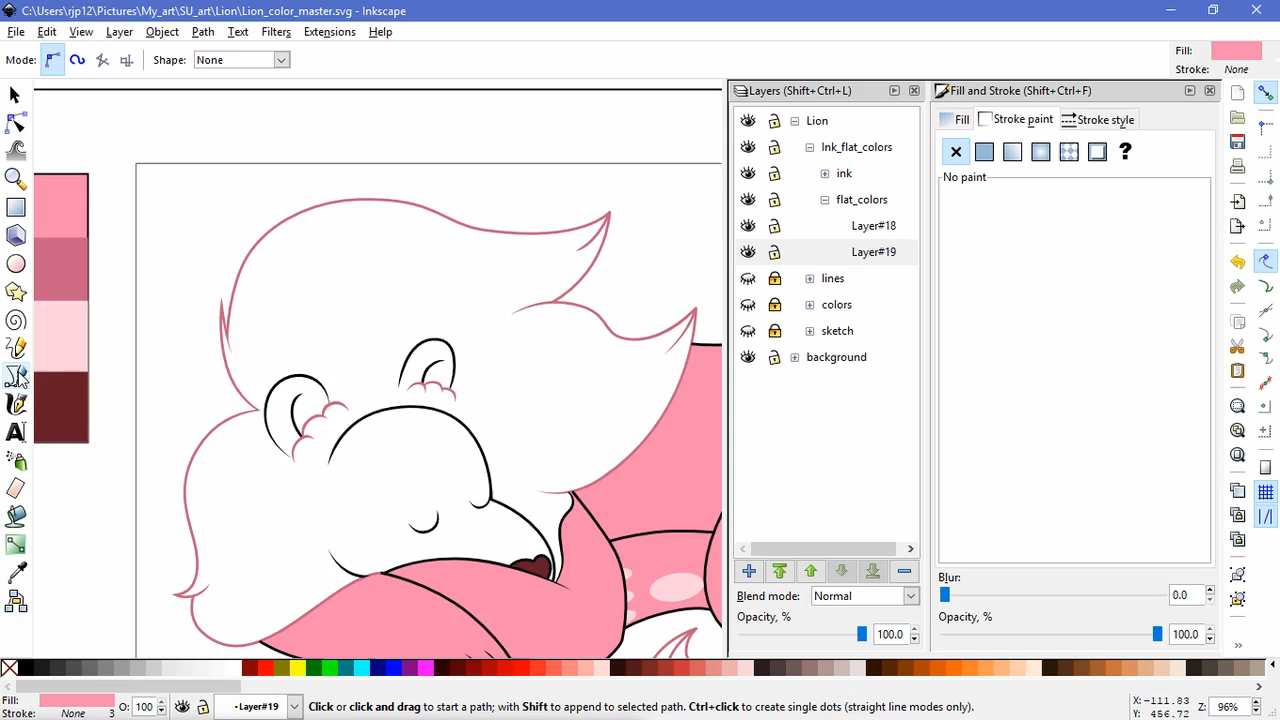 C:\Users\rjp12\Pictures\My_art\SU_art\Lion\Lion_color_master.svg - Inkscape
File Edit View Layer Object Path Text Filters Extensions Help
Mode: Shape: None
Fill:
Stroke: None
Layers (Shift+Ctrl+L)
Lion
Ink_flat_colors
ink
flat_colors
Layer#18
Layer#19
lines
colors
sketch
background
Blend mode: Normal
Opacity, %
100.0
Fill and Stroke (Shift+Ctrl+F)
Fill Stroke paint Stroke style
?
No paint
Blur:
0.0
Opacity, %
100.0
Fill:
Stroke: None 3
O: 100
•Layer#19
Click or click and drag to start a path; with Shift to append to selected path. Ctrl+click to create single dots (straight line modes only).
X: -111.83
Y: 456.72
Z: 96%